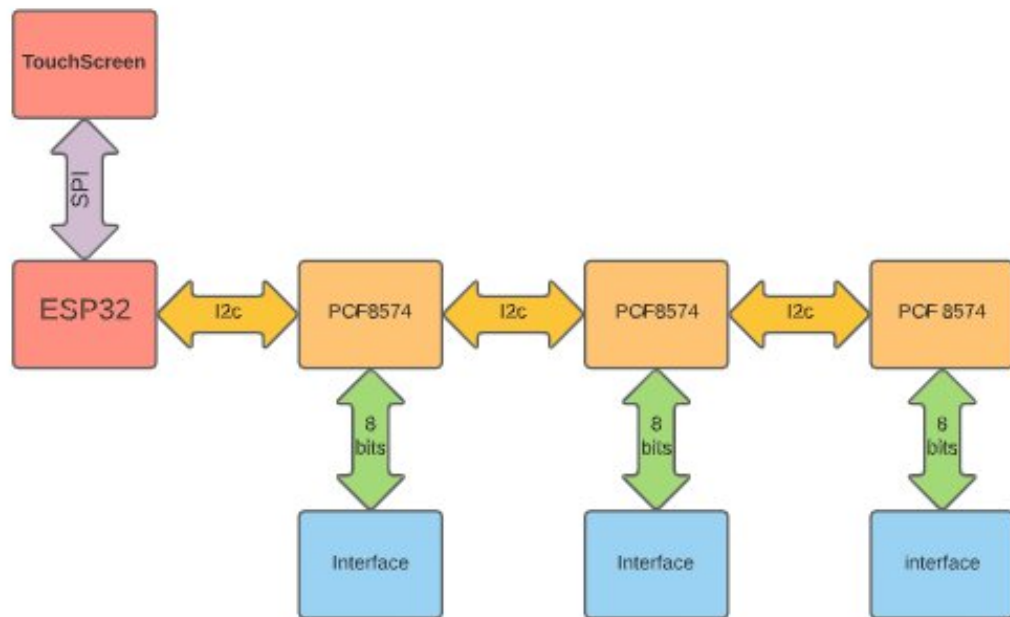 TouchScreen
SPI
ESP32
I2c
PCF8574
I2c
PCF8574
I2c
PCF 8574
8
bits
8
bits
8
bits
Interface
Interface
interface